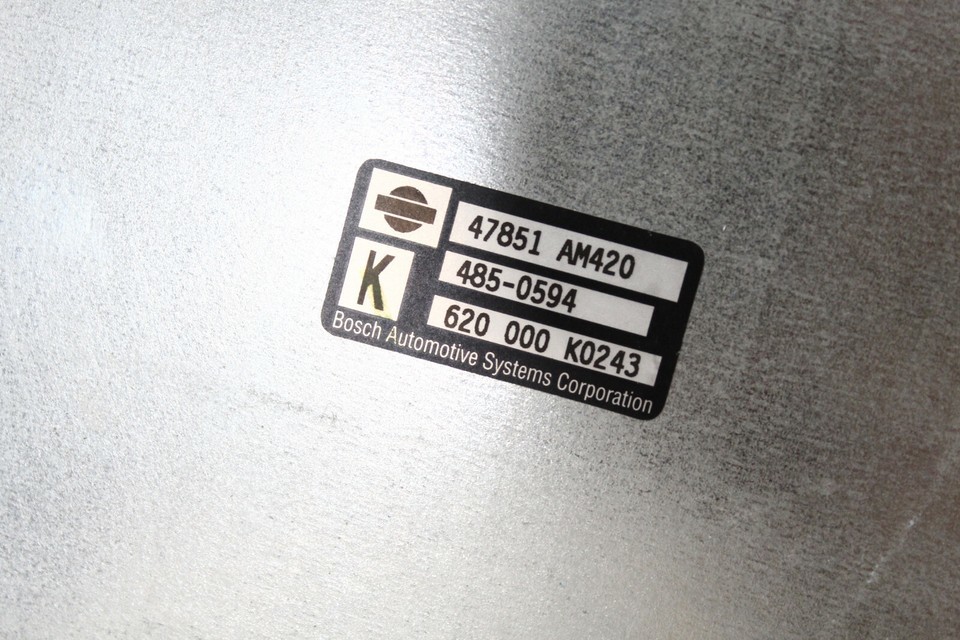 47851 AM420
485-0594
K
620 000 K0243
Bosch Automotive Systems Corporation